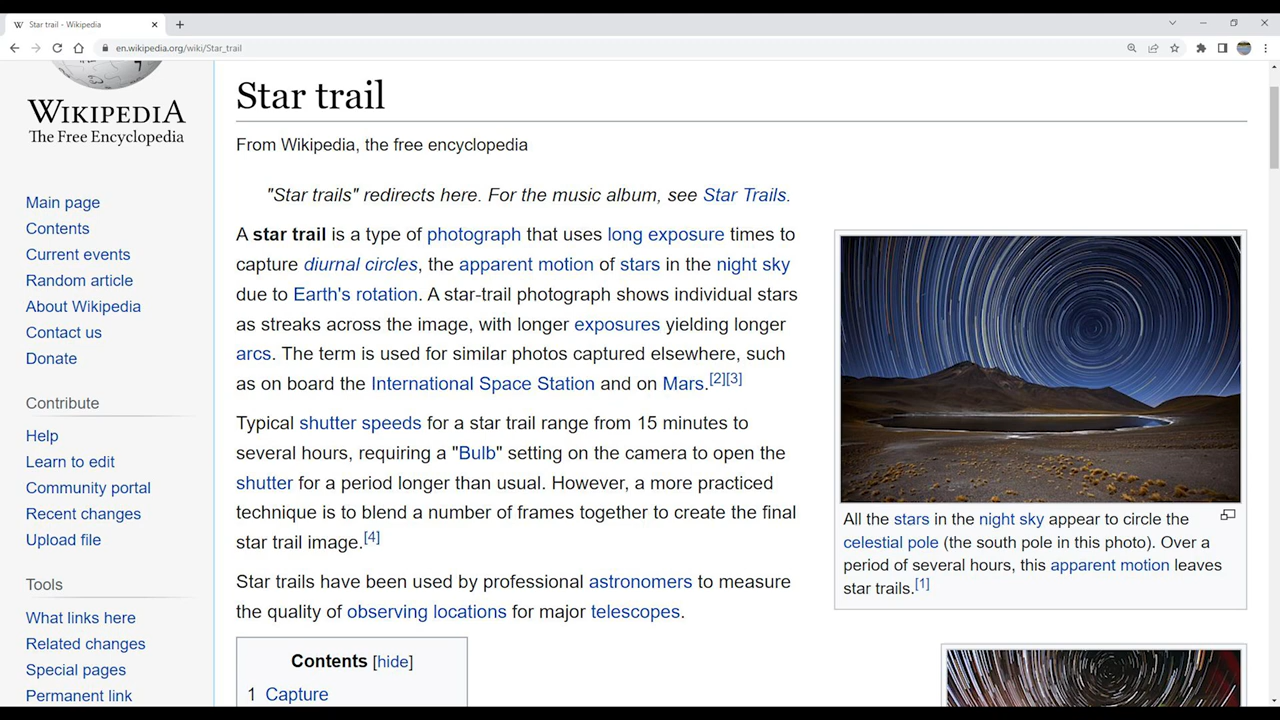 Star trail - Wikipedia
en.wikipedia.org/wiki/Star_trail
WIKIPEDIA
The Free Encyclopedia
Main page
Contents
Current events
Random article
About Wikipedia
Contact us
Donate
Contribute
Help
Learn to edit
Community portal
Recent changes
Upload file
Tools
What links here
Related changes
Special pages
Permanent link
Star trail
From Wikipedia, the free encyclopedia
"Star trails" redirects here. For the music album, see Star Trails.
A star trail is a type of photograph that uses long exposure times to
capture diurnal circles, the apparent motion of stars in the night sky
due to Earth's rotation. A star-trail photograph shows individual stars
as streaks across the image, with longer exposures yielding longer
arcs. The term is used for similar photos captured elsewhere, such
as on board the International Space Station and on Mars.[2][3]
Typical shutter speeds for a star trail range from 15 minutes to
several hours, requiring a "Bulb" setting on the camera to open the
shutter for a period longer than usual. However, a more practiced
technique is to blend a number of frames together to create the final
star trail image.[4]
Star trails have been used by professional astronomers to measure
the quality of observing locations for major telescopes.
Contents [hide]
1 Capture
All the stars in the night sky appear to circle the
celestial pole (the south pole in this photo). Over a
period of several hours, this apparent motion leaves
star trails.[1]